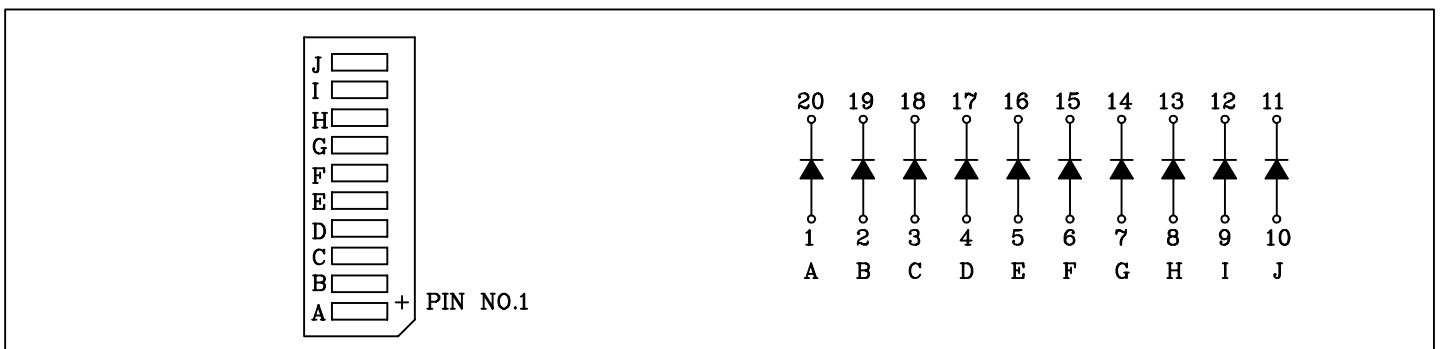 J
I
H
G
F
E
D
C
B
A + PIN NO.1
20 19 18 17 16 15 14 13 12 11
1 2 3 4 5 6 7 8 9 10
A B C D E F G H I J